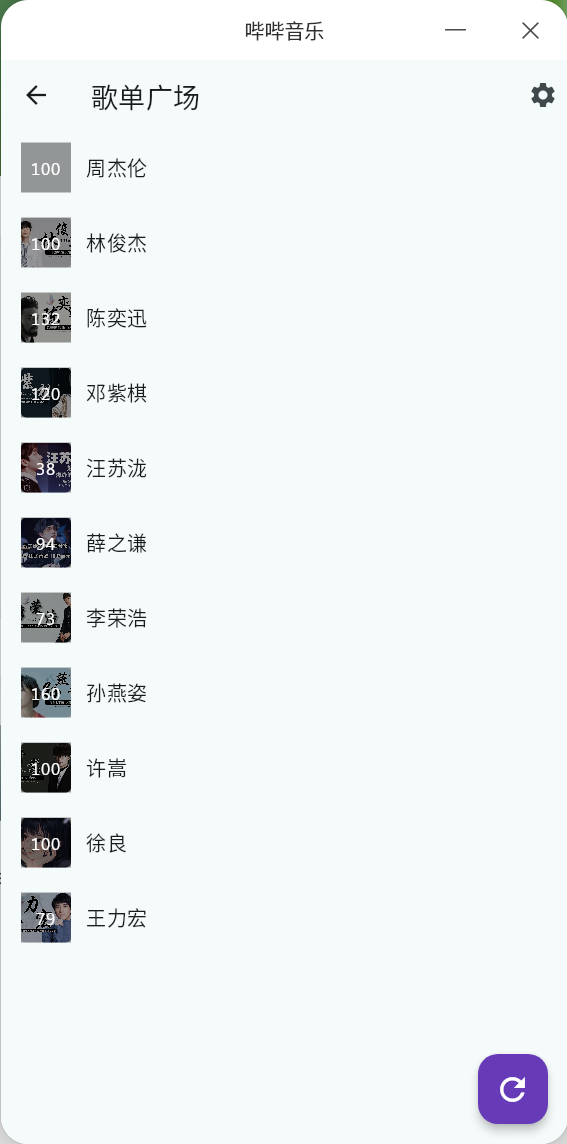 哔哔音乐
歌单广场
100
周杰伦
100
林俊杰
132
陈奕迅
120
邓紫棋
38
汪苏泷
94
薛之谦
73
李荣浩
160
孙燕姿
100
许嵩
100
徐良
79
王力宏